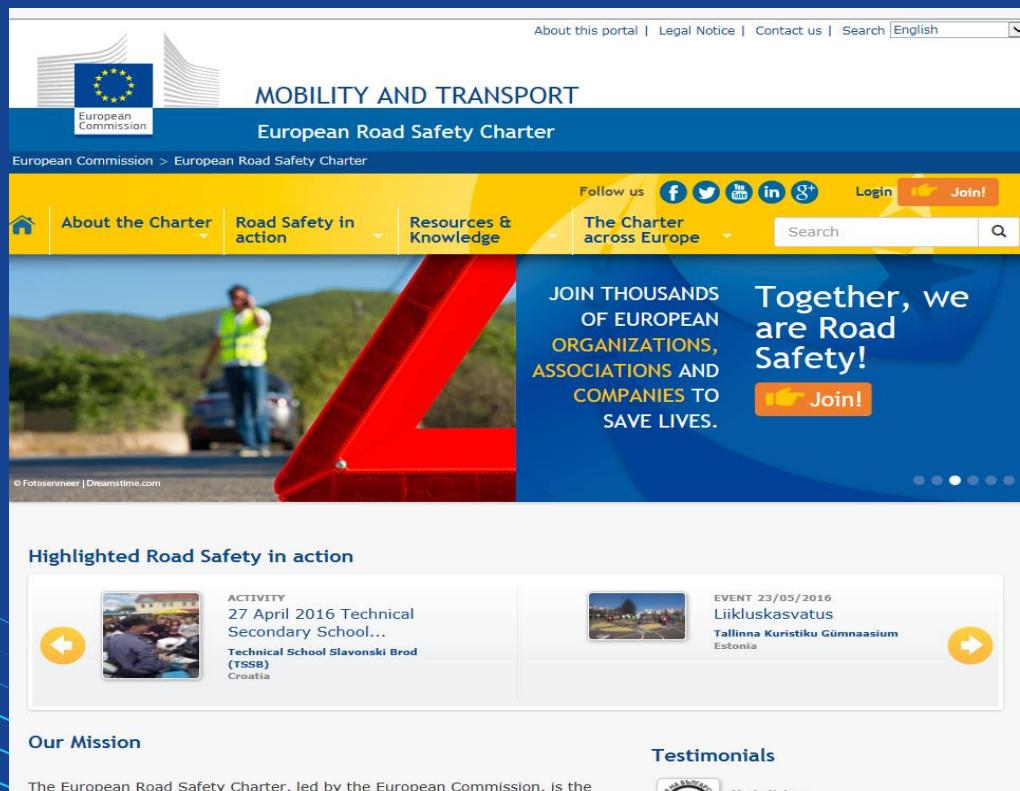 About this portal | Legal Notice | Contact us | Search English
European
Commission
MOBILITY AND TRANSPORT
European Road Safety Charter
European Commission > European Road Safety Charter
Follow us
Login
Join!
About the Charter
Road Safety in
action
Resources &
Knowledge
The Charter
across Europe
Search
JOIN THOUSANDS
OF EUROPEAN
ORGANIZATIONS,
ASSOCIATIONS AND
COMPANIES TO
SAVE LIVES.
Together, we
are Road
Safety!
Join!
© Fotosenmeer | Dreamstime.com
Highlighted Road Safety in action
ACTIVITY
27 April 2016 Technical
Secondary School...
Technical School Slavonski Brod
(TSSB)
Croatia
EVENT 23/05/2016
Liikluskasvatus
Tallinna Kuristiku Gümnaasium
Estonia
Our Mission
The European Road Safety Charter, led by the European Commission, is the
Testimonials